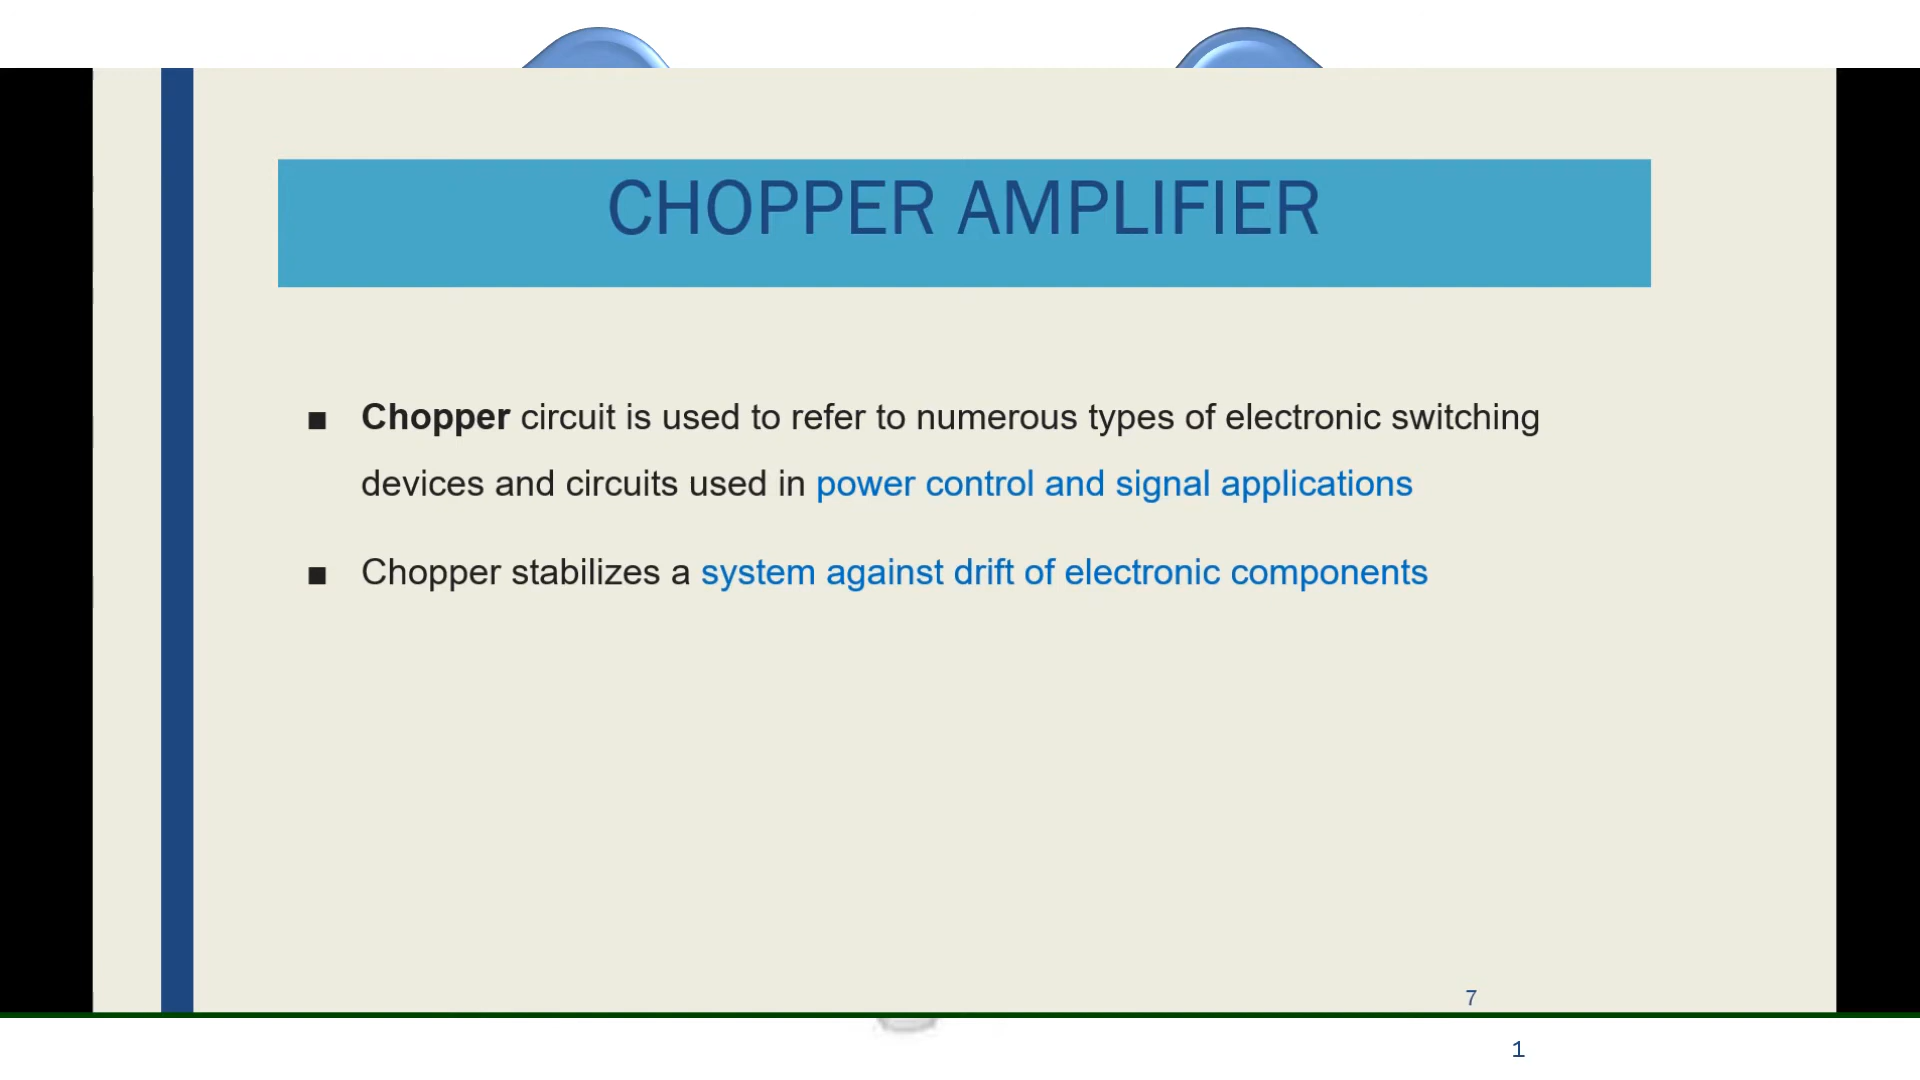 CHOPPER AMPLIFIER
■ Chopper circuit is used to refer to numerous types of electronic switching
devices and circuits used in power control and signal applications
■ Chopper stabilizes a system against drift of electronic components
7
1